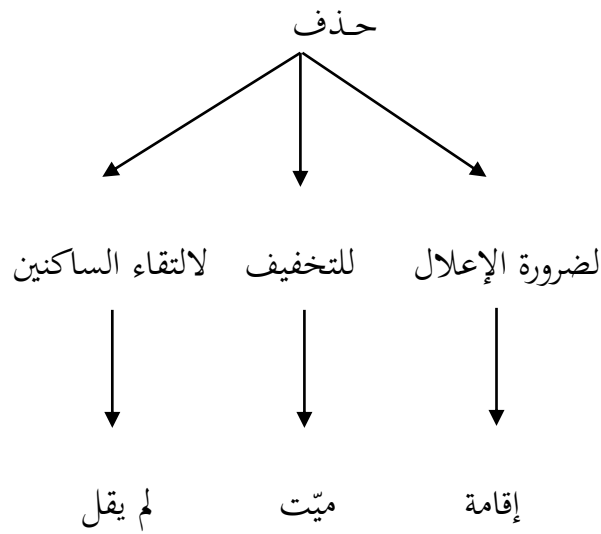 حذف
لضرورة الإعلال للتخفيف لالتقاء الساكنين
إقامة ميّت لم يقل